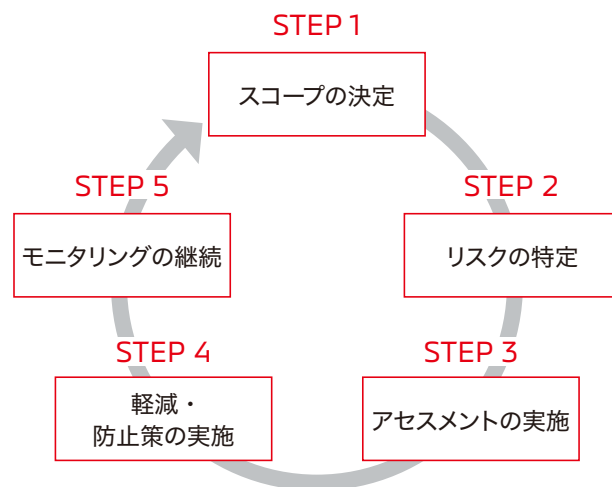 STEP 1
スコープの決定
STEP 2
リスクの特定
STEP 3
アセスメントの実施
STEP 4
軽減・
防止策の実施
STEP 5
モニタリングの継続